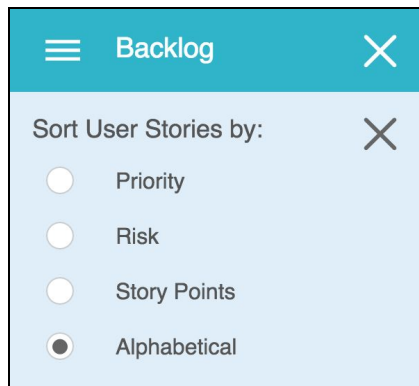 Backlog
Sort User Stories by:
Priority
Risk
Story Points
Alphabetical